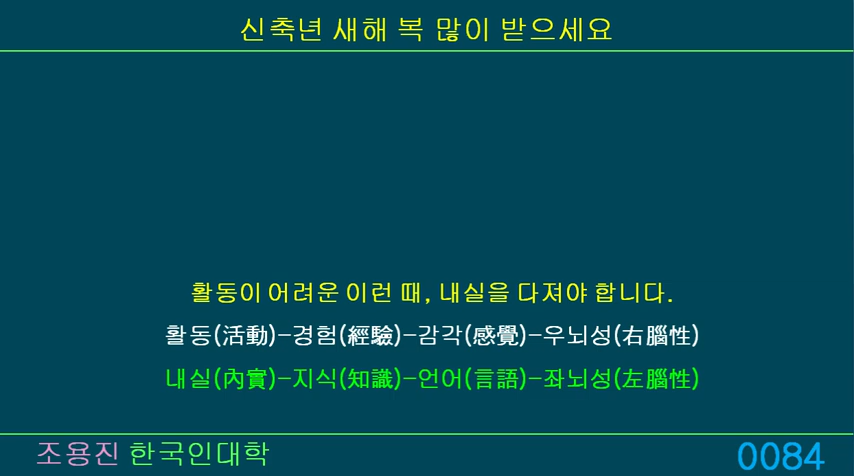 신축년 새해 복 많이 받으세요
활동이 어려운 이런 때, 내실을 다져야 합니다.
활동(活動)-경험(經驗)-감각(感覺)-우뇌성(右腦性)
내실(內實)-지식(知識)-언어(言語)-좌뇌성(左腦性)
조용진 한국인대학
0084